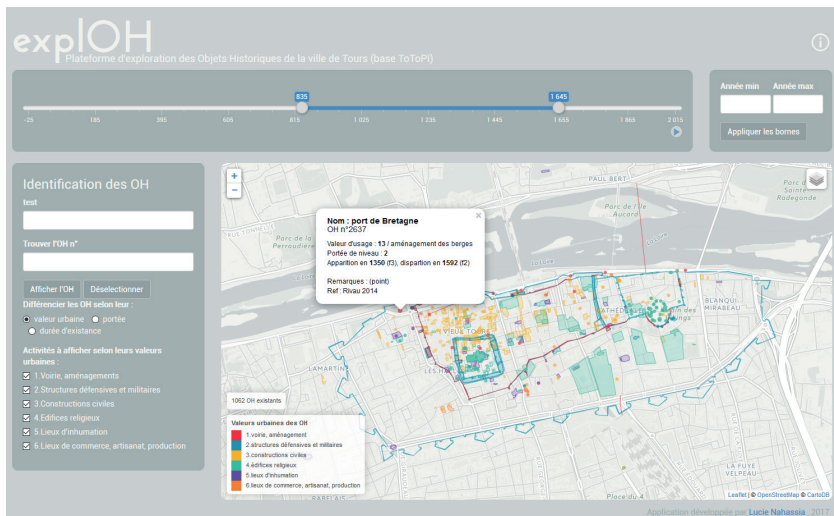 explOH
Plateforme d'exploration des Objets Historiques de la ville de Tours (base ToToPI)
835
1 645
-25
185
395
605
815
1 025
1 235
1 445
1 655
1 865
2 015
Année min Année max
Appliquer les bornes
Identification des OH
test
Trouver l'OH n°
Afficher l'OH Désélectionner
Différencier les OH selon leur :
valeur urbaine portée
durée d'existance
Activités à afficher selon leurs valeurs
urbaines :
1.Voirie, aménagements
2.Structures défensives et militaires
3.Constructions civiles
4.Edifices religieux
5.Lieux d'inhumation
6.Lieux de commerce, artisanat, production
+
−
PAUL BERT
Parc de l'Ile
Aucard
Sainte
Radegonde
Parc de la
Perraudière
Loire
Nom : port de Bretagne
OH n°2637
Valeur d'usage : 13 / aménagement des berges
Portée de niveau : 2
Apparition en 1350 (f3), dispartion en 1592 (f2)
Remarques : (point)
Ref : Rivau 2014
×
BLANQUI
MIRABEAU
VIEUX TOURS
LAMARTINE
LA FUYE
VELPEAU
RABELAIS
Place du
1062 OH existants
Valeurs urbaines des OH
1.voirie, aménagement
2.structures défensives et militaires
3.constructions civiles
4.édifices religieux
5.lieux d'inhumation
6.lieux de commerce, artisanat, production
Leaflet | © OpenStreetMap © CartoDB
Application développée par Lucie Nahassia , 2017